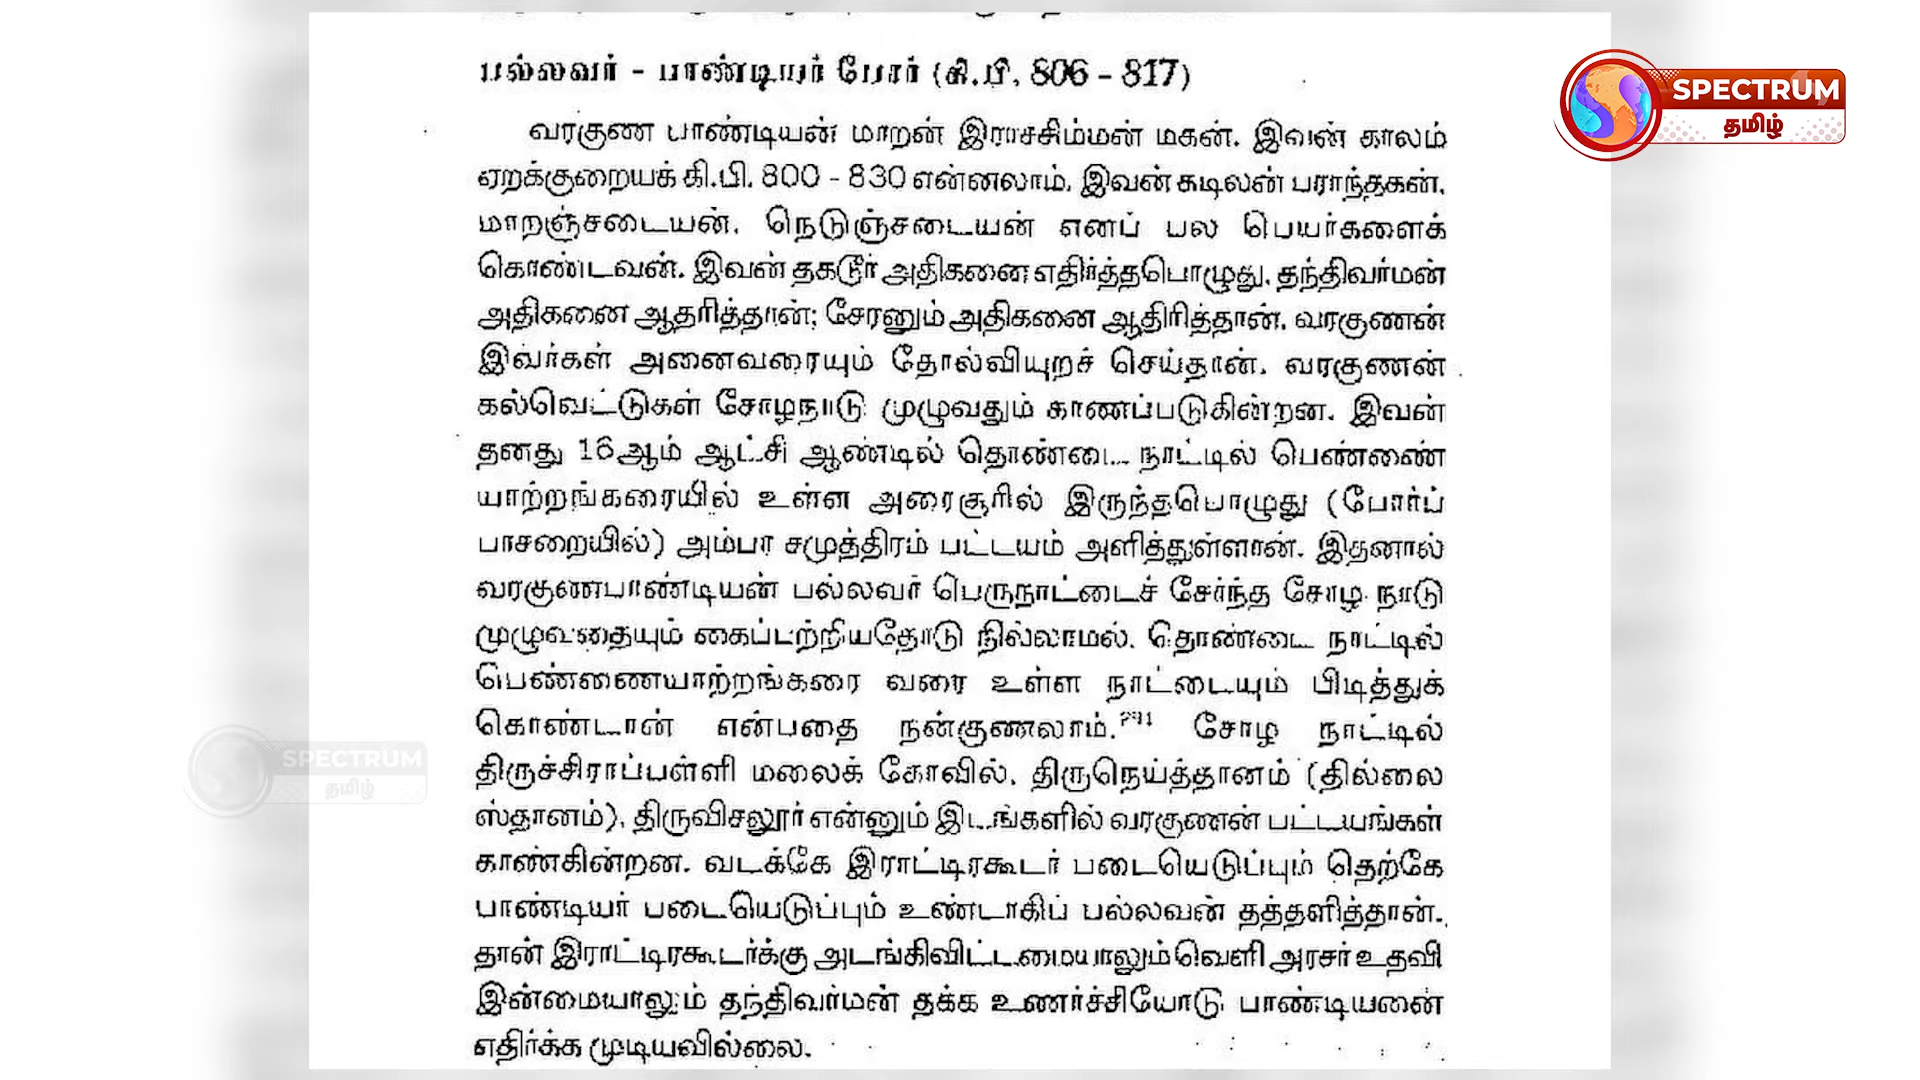 பல்லவர் - பாண்டியர் போர் (கி.பி. 806 - 817)
வரகுண பாண்டியன் மாறன் இராசசிம்மன் மகன். இவன் காலம்
ஏறக்குறையக் கி.பி. 800 - 830 என்னலாம். இவன் சடிலன் பராந்தகன்.
மாறஞ்சடையன். நெடுஞ்சடையன் எனப் பல பெயர்களைக்
கொண்டவன். இவன் தகடூர் அதிகனை எதிர்த்தபொழுது. தந்திவர்மன்
அதிகனை ஆதரித்தான்; சேரனும் அதிகனை ஆதிரித்தான். வரகுணன்
இவர்கள் அனைவரையும் தோல்வியுறச் செய்தான். வரகுணன்
கல்வெட்டுகள் சோழநாடு முழுவதும் காணப்படுகின்றன. இவன்
தனது 16ஆம் ஆட்சி ஆண்டில் தொண்டை நாட்டில் பெண்ணை
யாற்றங்கரையில் உள்ள அரைசூரில் இருந்தபொழுது (போர்ப்
பாசறையில்) அம்பா சமுத்திரம் பட்டயம் அளித்துள்ளான். இதனால்
வரகுணபாண்டியன் பல்லவர் பெருநாட்டைச் சேர்ந்த சோழ நாடு
முழுவதையும் கைப்பற்றியதோடு நில்லாமல். தொண்டை நாட்டில்
பெண்ணையாற்றங்கரை வரை உள்ள நாட்டையும் பிடித்துக்
கொண்டான் என்பதை நன்குணலாம். சோழ நாட்டில்
திருச்சிராப்பள்ளி மலைக் கோவில். திருநெய்த்தானம் (தில்லை
ஸ்தானம்), திருவிசலூர் என்னும் இடங்களில் வரகுணன் பட்டயங்கள்
காண்கின்றன. வடக்கே இராட்டிரகூடர் படையெடுப்பும் தெற்கே
பாண்டியர் படையெடுப்பும் உண்டாகிப் பல்லவன் தத்தளித்தான்.
தான் இராட்டிரகூடர்க்கு அடங்கிவிட்டமையாலும் வெளி அரசர் உதவி
இன்மையாலும் தந்திவர்மன் தக்க உணர்ச்சியோடு பாண்டியனை
எதிர்க்க முடியவில்லை.
SPECTRUM
தமிழ்
SPECTRUM
தமிழ்